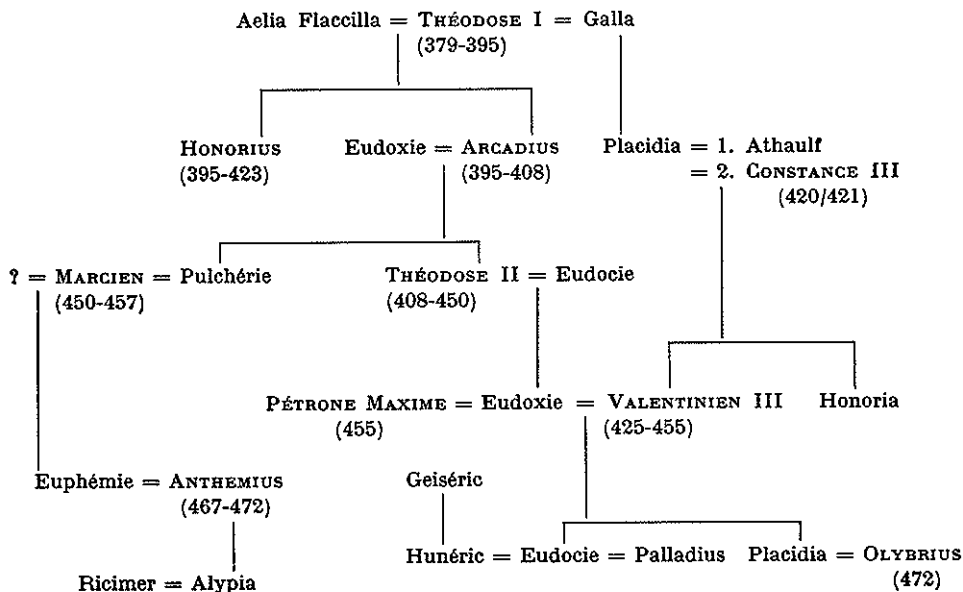 Aelia Flaccilla = THÉODOSE I = Galla
(379-395)
HONORIUS Eudoxie = ARCADIUS Placidia = 1. Athaulf
(395-423) (395-408) = 2. CONSTANCE III
(420/421)
? = MARCIEN = Pulchérie THÉODOSE II = Eudocie
(450-457) (408-450)
PÉTRONE MAXIME = Eudoxie = VALENTINIEN III Honoria
(455) (425-455)
Euphémie = ANTHEMIUS Geiséric
(467-472)
Hunéric = Eudocie = Palladius Placidia = OLYBRIUS
Ricimer = Alypia (472)